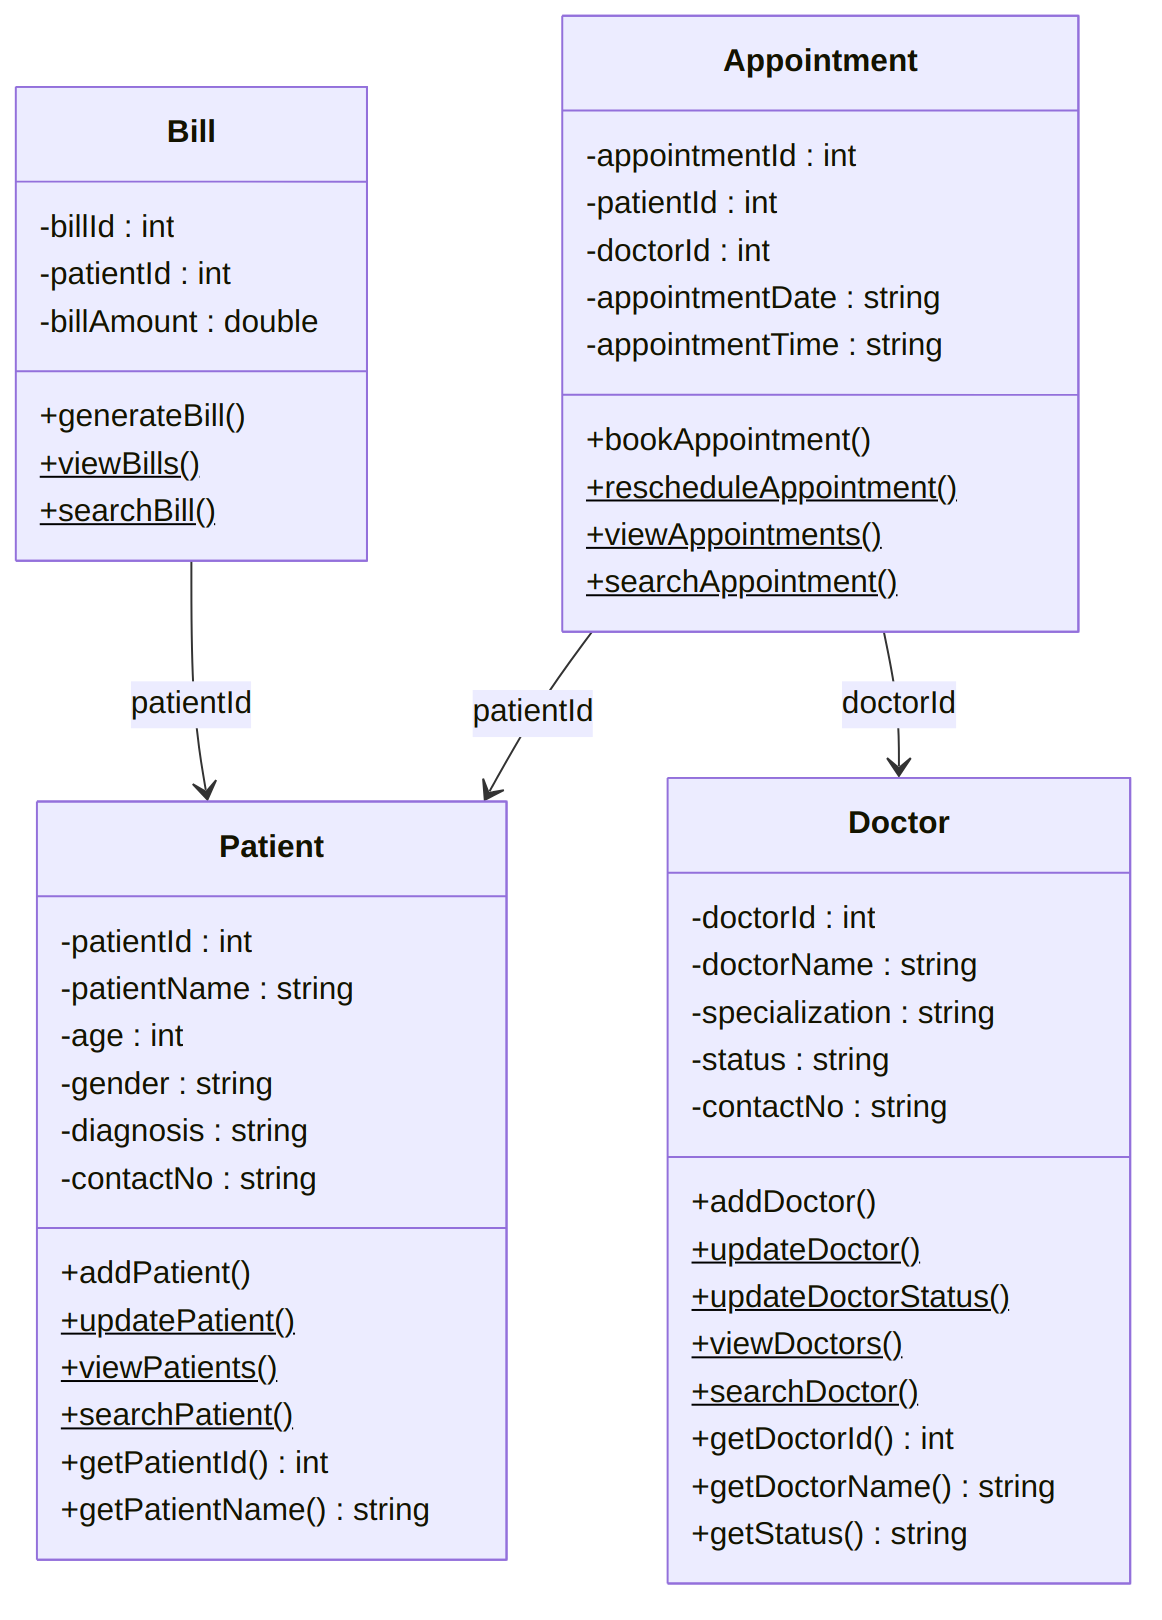 Bill
-billId : int
-patientId : int
-billAmount : double
+generateBill()
+viewBills()
+searchBill()
Appointment
-appointmentId : int
-patientId : int
-doctorId : int
-appointmentDate : string
-appointmentTime : string
+bookAppointment()
+rescheduleAppointment()
+viewAppointments()
+searchAppointment()
patientId
patientId
doctorId
Patient
-patientId : int
-patientName : string
-age : int
-gender : string
-diagnosis : string
-contactNo : string
+addPatient()
+updatePatient()
+viewPatients()
+searchPatient()
+getPatientId() : int
+getPatientName() : string
Doctor
-doctorId : int
-doctorName : string
-specialization : string
-status : string
-contactNo : string
+addDoctor()
+updateDoctor()
+updateDoctorStatus()
+viewDoctors()
+searchDoctor()
+getDoctorId() : int
+getDoctorName() : string
+getStatus() : string